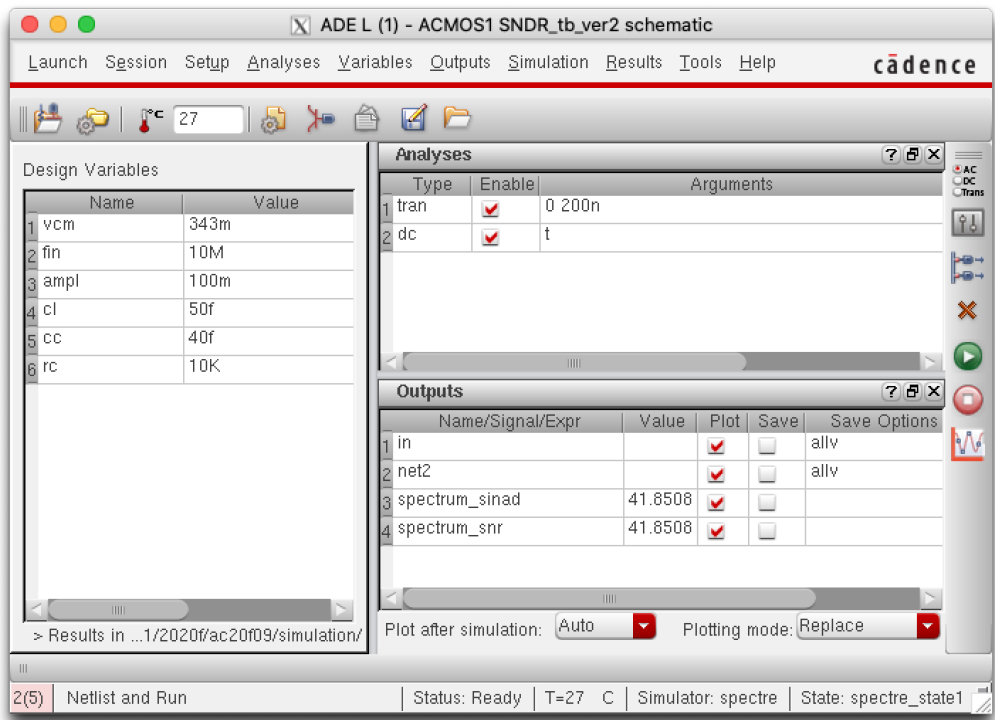 ADE L (1) - ACMOS1 SNDR_tb_ver2 schematic
Launch Session Setup Analyses Variables Outputs Simulation Results Tools Help cādence
°C 27
Design Variables
Name Value
1 vcm 343m
2 fin 10M
3 ampl 100m
4 cl 50f
5 cc 40f
6 rc 10K
> Results in ...1/2020f/ac20f09/simulation/
Analyses
Type Enable Arguments
1 tran 0 200n
2 dc t
Outputs
Name/Signal/Expr Value Plot Save Save Options
1 in allv
2 net2 allv
3 spectrum_sinad 41.8508
4 spectrum_snr 41.8508
Plot after simulation: Auto Plotting mode: Replace
AC
DC
Trans
2(5) Netlist and Run Status: Ready T=27 C Simulator: spectre State: spectre_state1